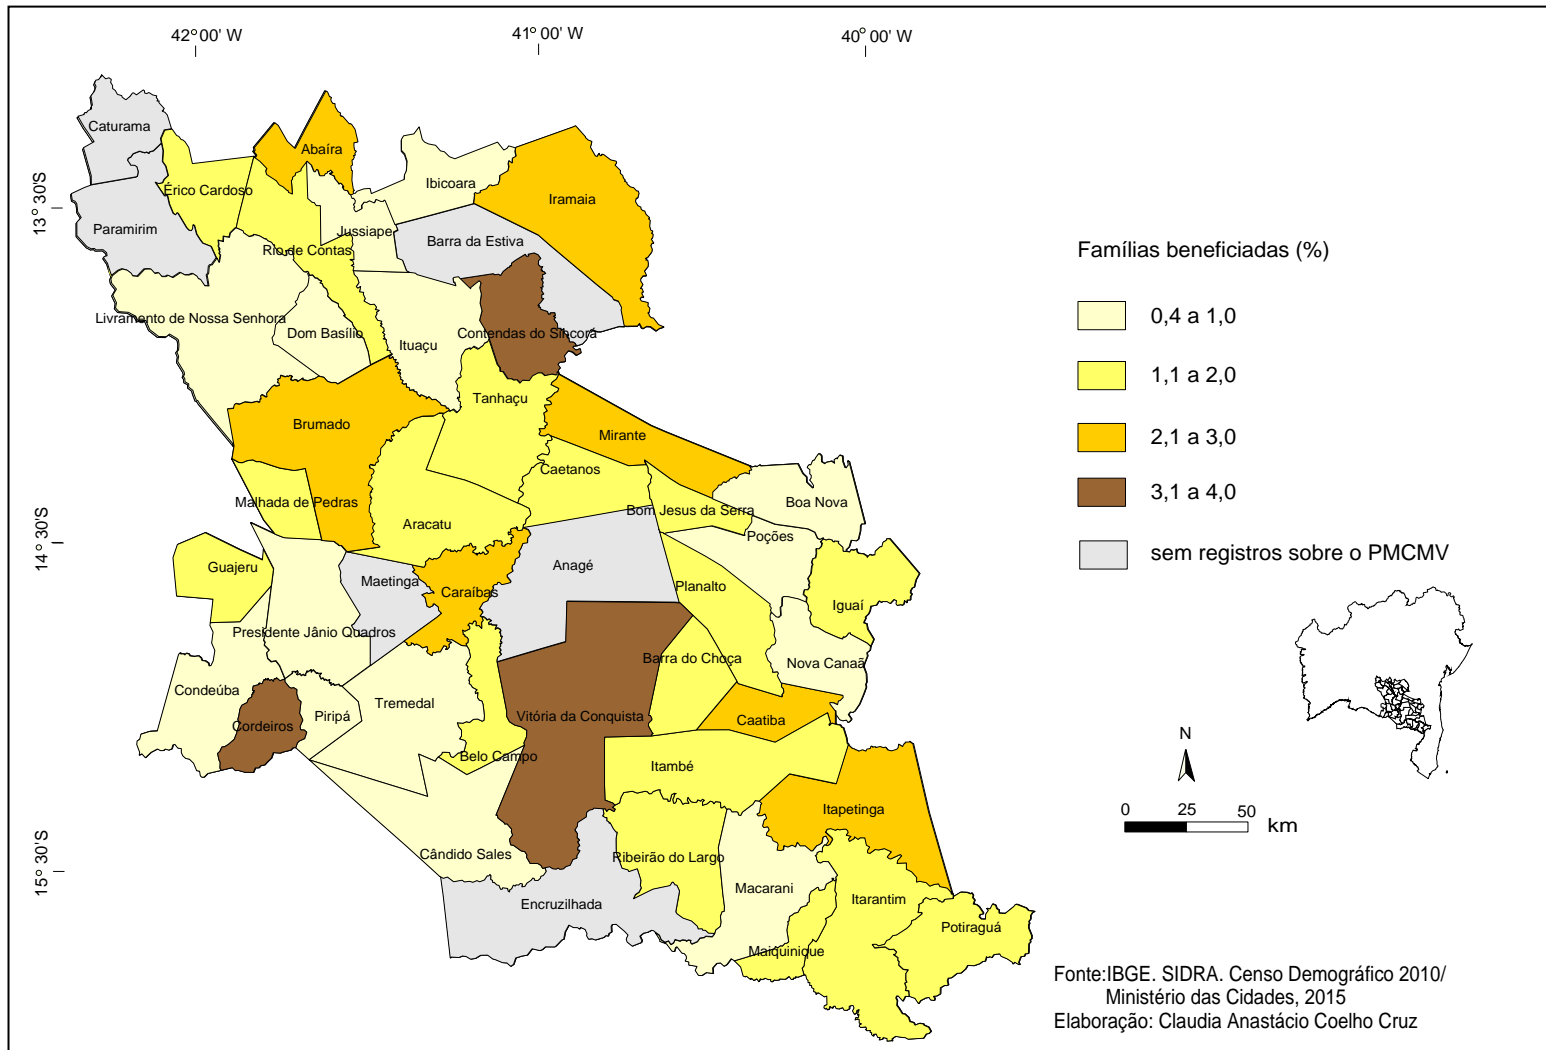 42° 00' W
41° 00' W
40° 00' W
Caturama
Abaíra
Ibicoara
Érico Cardoso
Iramaia
13° 30'S
Paramirim
Jussiape
Barra da Estiva
Rio de Contas
Famílias beneficiadas (%)
Livramento de Nossa Senhora
Dom Basílio
Ituaçu
Contendas do Sincorá
0,4 a 1,0
1,1 a 2,0
Tanhaçu
Brumado
Mirante
2,1 a 3,0
Caetanos
3,1 a 4,0
Malhada de Pedras
Boa Nova
Bom Jesus da Serra
Aracatu
14° 30'S
Poções
sem registros sobre o PMCMV
Guajeru
Anagé
Maetinga
Caraíbas
Planalto
Iguaí
Presidente Jânio Quadros
Barra do Choça
Nova Canaã
Condeúba
Tremedal
Piripá
Cordeiros
Vitória da Conquista
Caatiba
N
Belo Campo
Itambé
Itapetinga
0 25 50
km
Cândido Sales
Ribeirão do Largo
15° 30'S
Macarani
Encruzilhada
Itarantim
Potiraguá
Maiquinique
Fonte:IBGE. SIDRA. Censo Demográfico 2010/
Ministério das Cidades, 2015
Elaboração: Claudia Anastácio Coelho Cruz